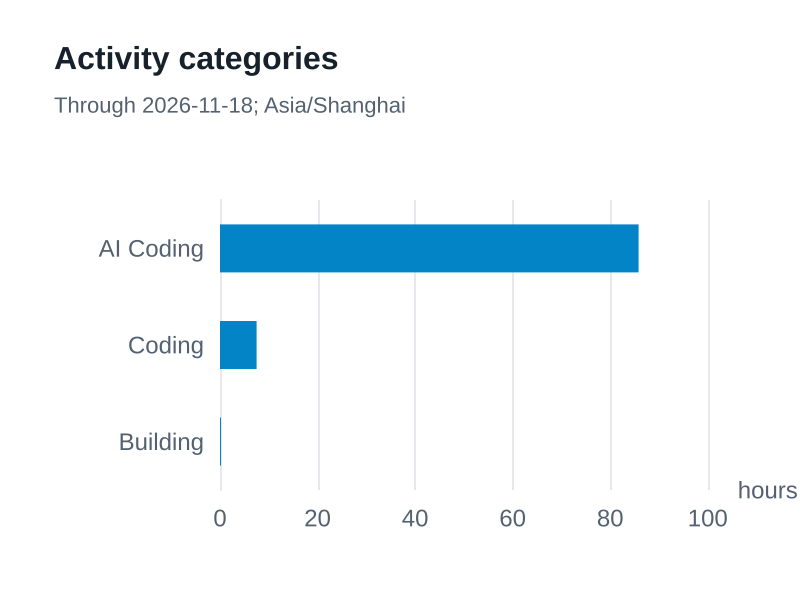 Activity categories
Through 2026-11-18; Asia/Shanghai
AI Coding
Coding
Building
hours
0 20 40 60 80 100